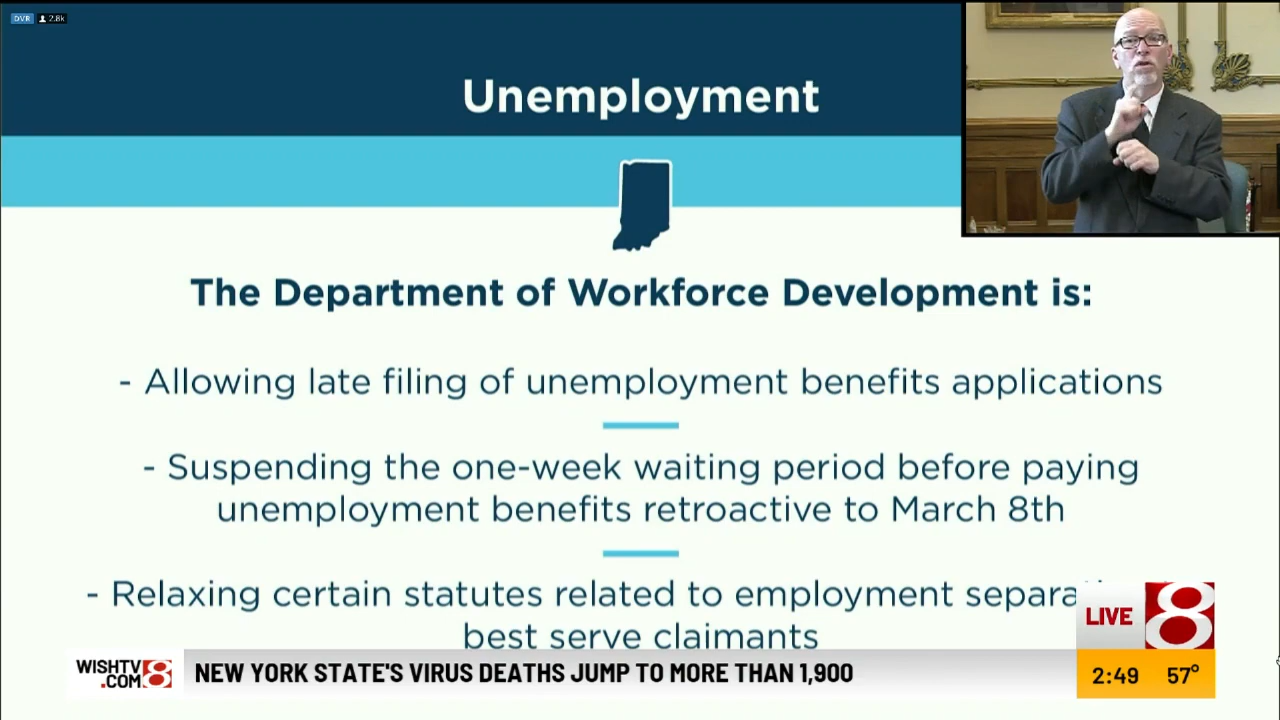 DVR 2.8k
Unemployment
The Department of Workforce Development is:
- Allowing late filing of unemployment benefits applications
- Suspending the one-week waiting period before paying
unemployment benefits retroactive to March 8th
- Relaxing certain statutes related to employment
best serve claimants
LIVE 8
WISHTV
.COM 8
NEW YORK STATE'S VIRUS DEATHS JUMP TO MORE THAN 1,900
2:49 57°